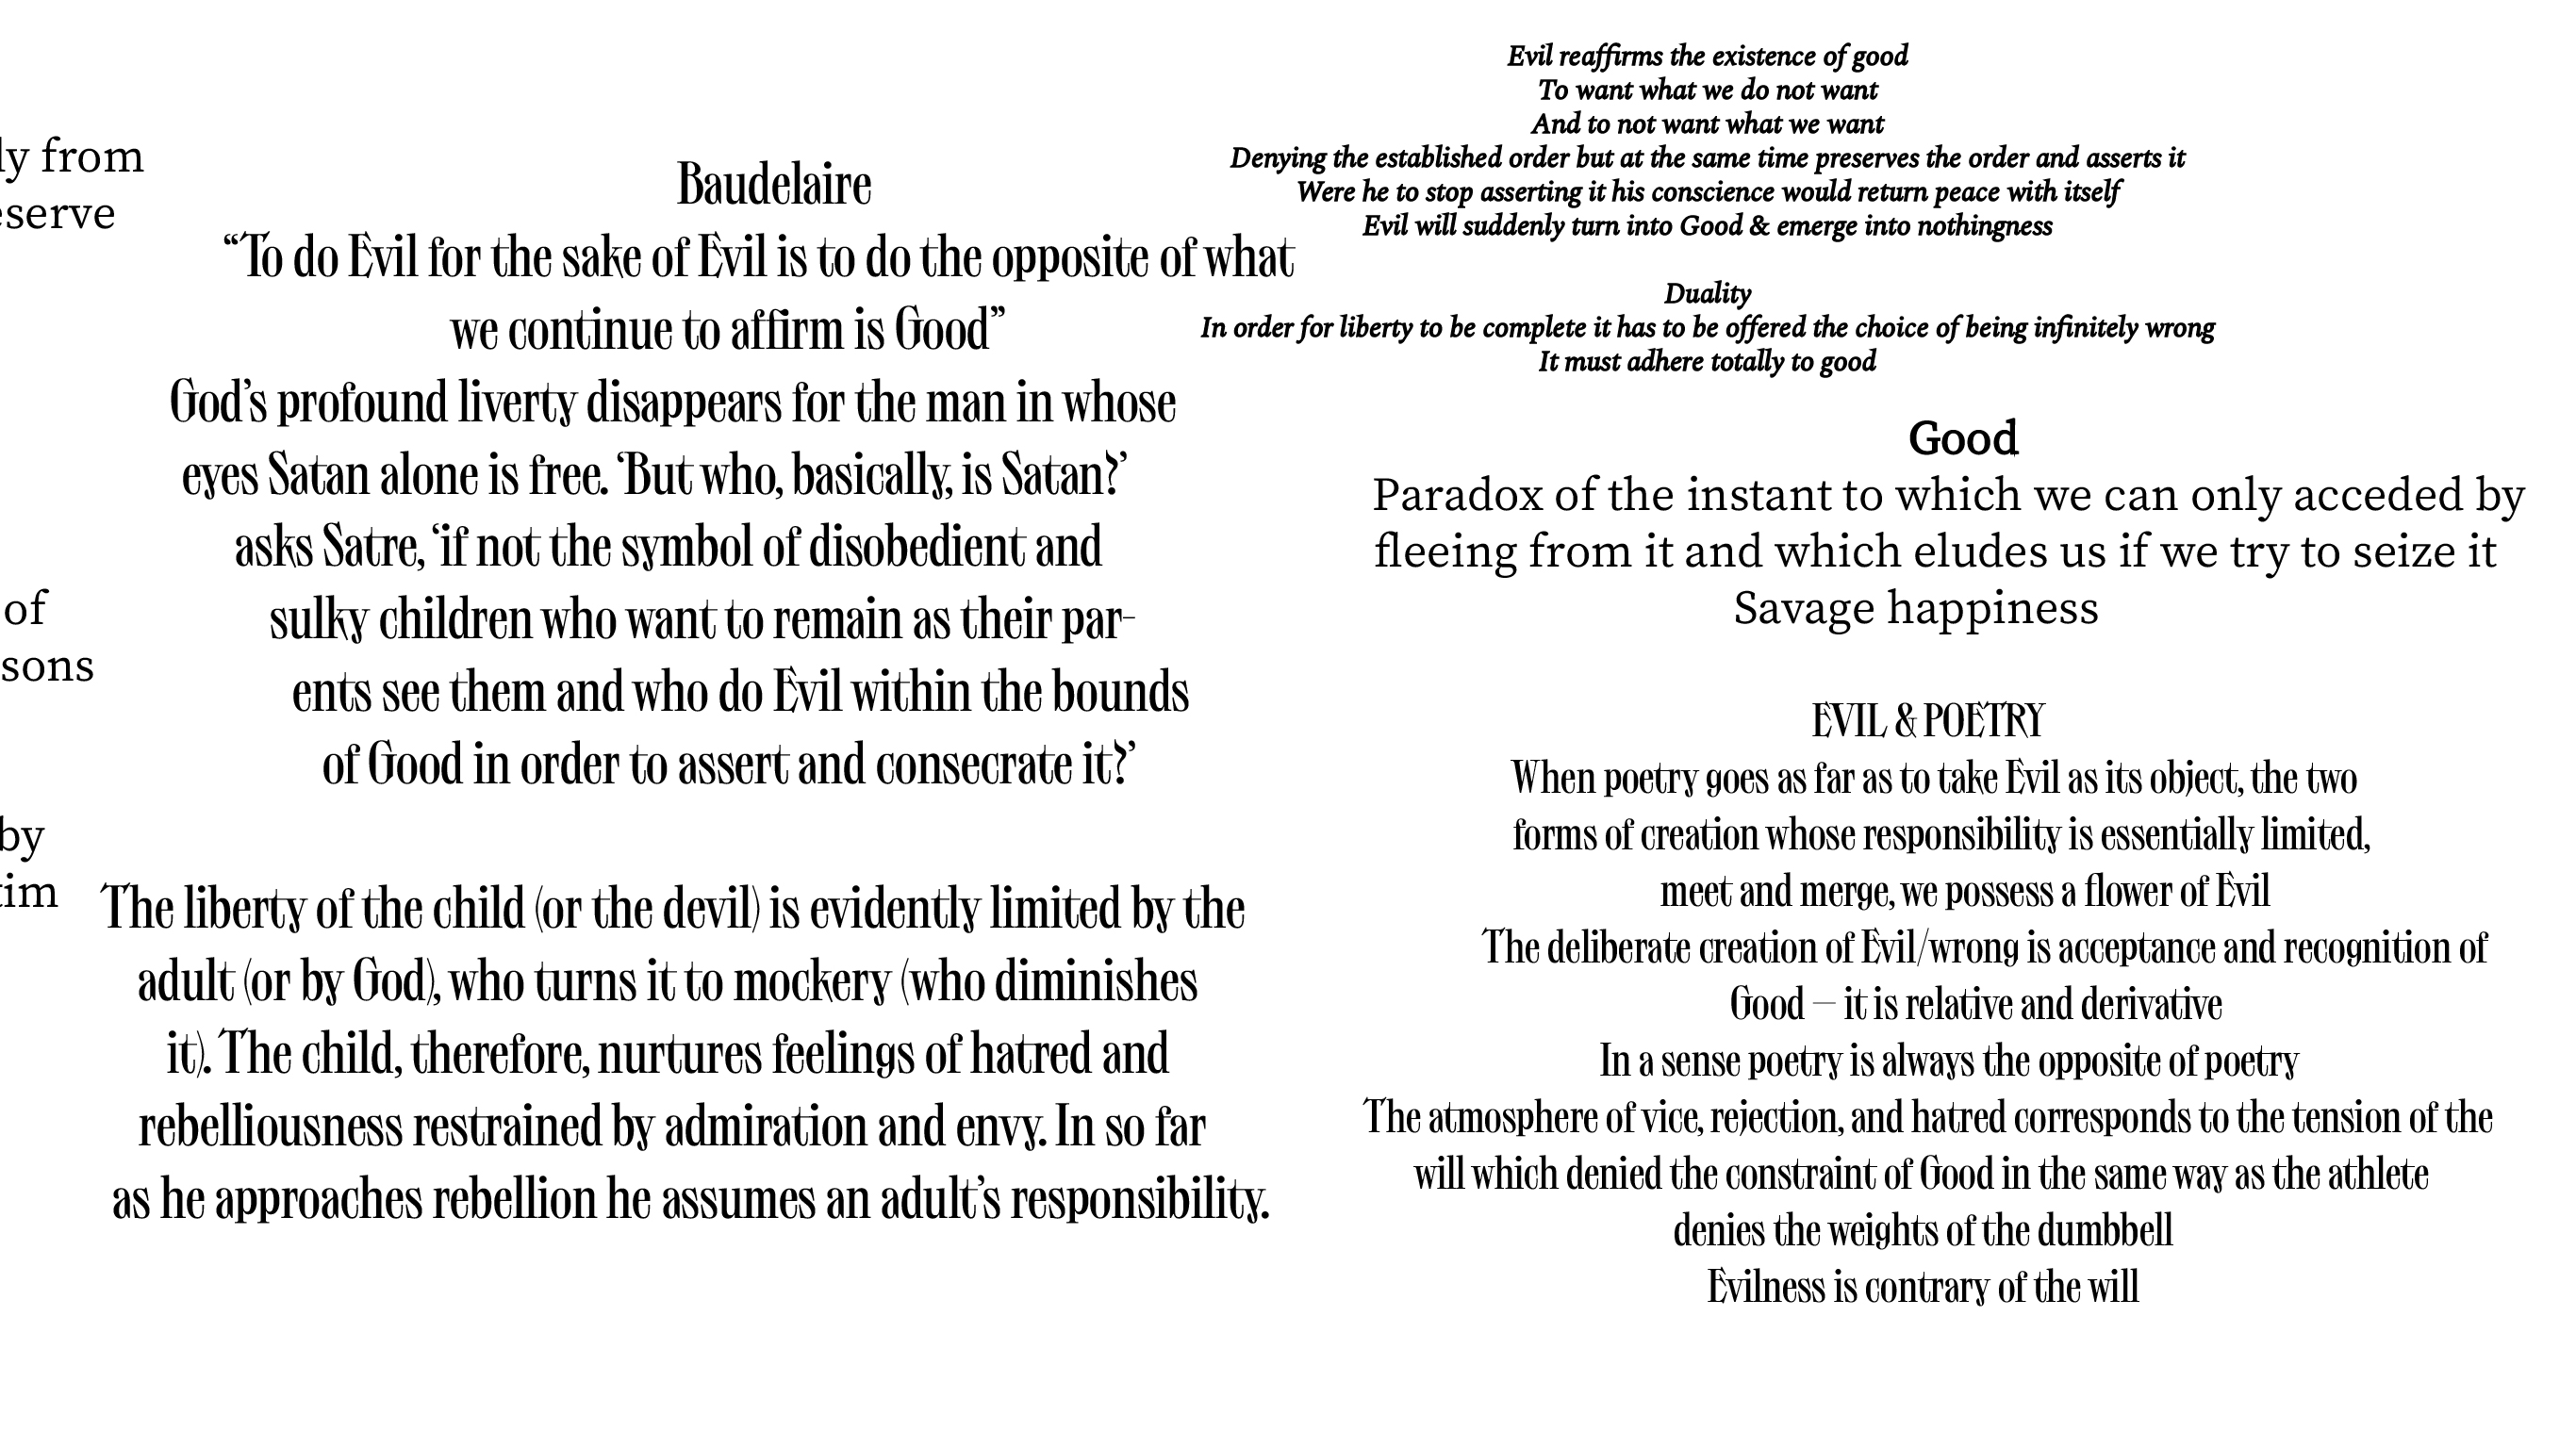 ly from
eserve
of
sons
by
tim
Baudelaire
“To do Evil for the sake of Evil is to do the opposite of what
we continue to affirm is Good”
God’s profound liverty disappears for the man in whose
eyes Satan alone is free. ‘But who, basically, is Satan?’
asks Satre, ‘if not the symbol of disobedient and
sulky children who want to remain as their par-
ents see them and who do Evil within the bounds
of Good in order to assert and consecrate it?’
The liberty of the child (or the devil) is evidently limited by the
adult (or by God), who turns it to mockery (who diminishes
it). The child, therefore, nurtures feelings of hatred and
rebelliousness restrained by admiration and envy. In so far
as he approaches rebellion he assumes an adult’s responsibility.
Evil reaffirms the existence of good
To want what we do not want
And to not want what we want
Denying the established order but at the same time preserves the order and asserts it
Were he to stop asserting it his conscience would return peace with itself
Evil will suddenly turn into Good & emerge into nothingness
Duality
In order for liberty to be complete it has to be offered the choice of being infinitely wrong
It must adhere totally to good
Good
Paradox of the instant to which we can only acceded by
fleeing from it and which eludes us if we try to seize it
Savage happiness
EVIL & POETRY
When poetry goes as far as to take Evil as its object, the two
forms of creation whose responsibility is essentially limited,
meet and merge, we possess a flower of Evil
The deliberate creation of Evil/wrong is acceptance and recognition of
Good – it is relative and derivative
In a sense poetry is always the opposite of poetry
The atmosphere of vice, rejection, and hatred corresponds to the tension of the
will which denied the constraint of Good in the same way as the athlete
denies the weights of the dumbbell
Evilness is contrary of the will